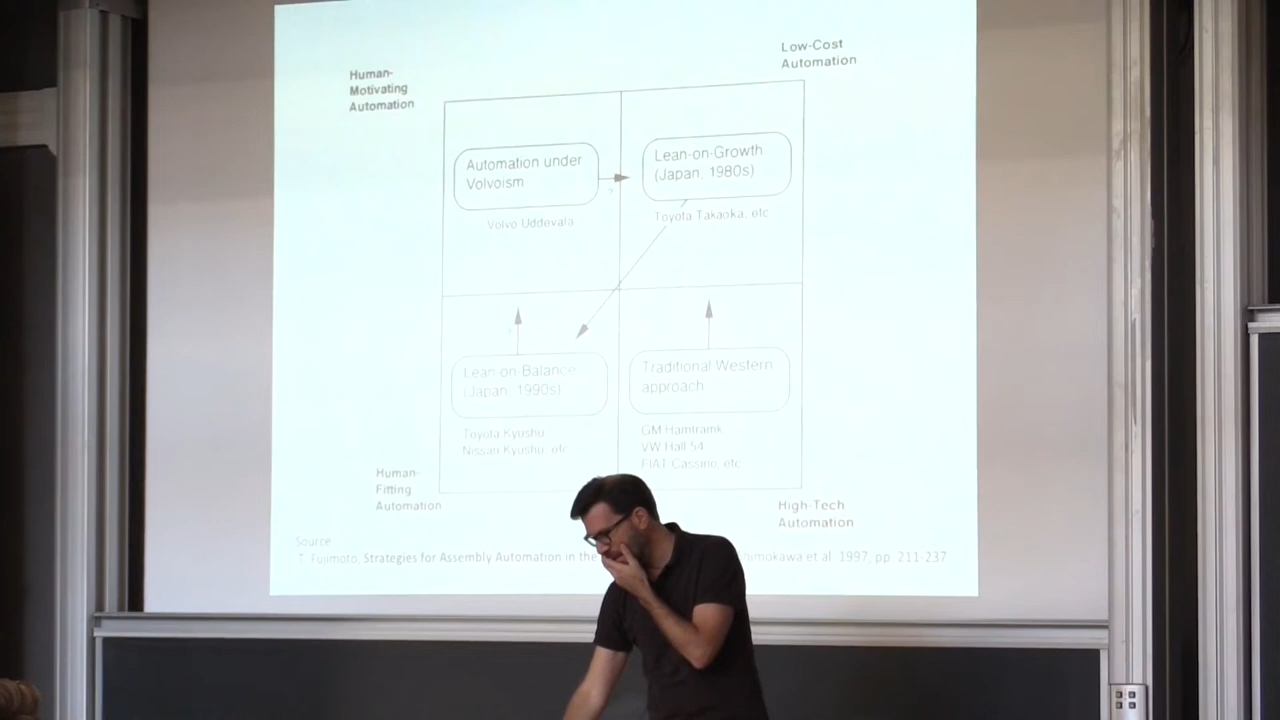 Low-Cost
Automation
Human-
Motivating
Automation
Automation under
Volvoism
Lean-on-Growth
(Japan, 1980s)
?
Volvo Uddevala
Toyota Takaoka, etc
Lean-on-Balance
(Japan, 1990s)
Traditional Western
approach
Toyota Kyushu
Nissan Kyushu, etc
GM Hamtramk
VW Hall 54
FIAT Cassino, etc
Human-
Fitting
Automation
High-Tech
Automation
Source
T. Fujimoto, Strategies for Assembly Automation in the himokawa et al. 1997, pp. 211-237